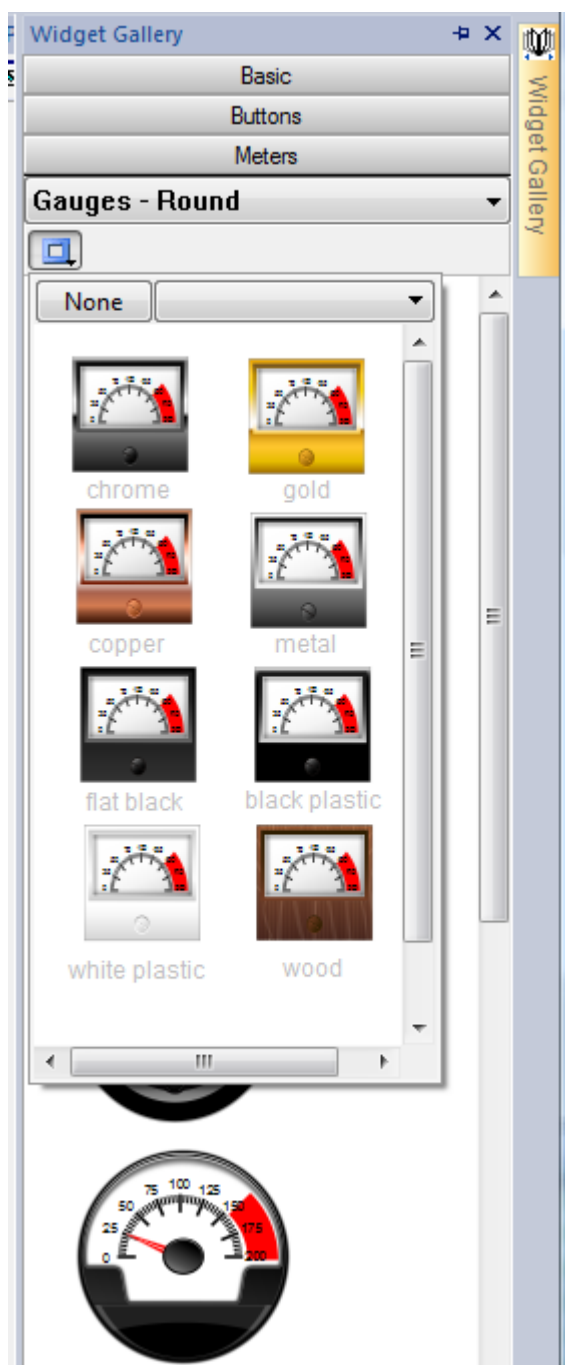 Widget Gallery
Widget Gallery
Basic
Buttons
Meters
Gauges - Round
None
chrome
gold
copper
metal
flat black
black plastic
white plastic
wood
0
25
50
75
100
125
150
175
200